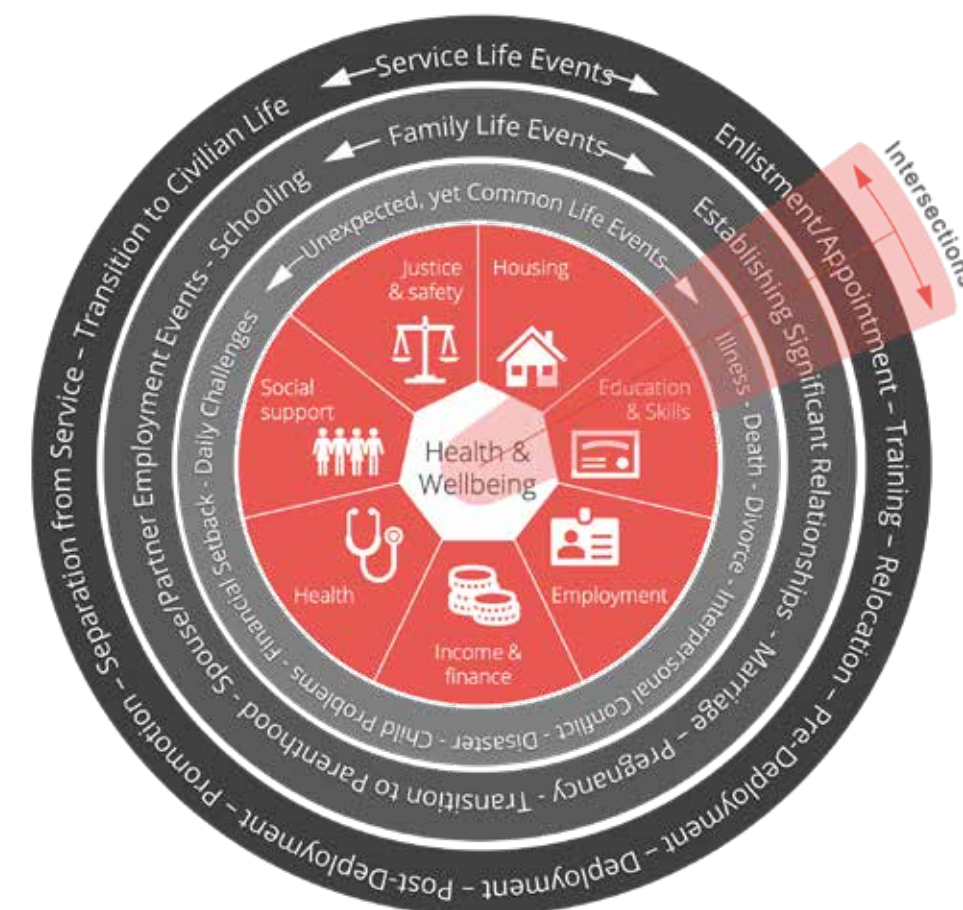 Service Life Events
Enlistment/Appointment – Training – Relocation – Pre-Deployment – Deployment – Post-Deployment – Promotion – Separation from Service – Transition to Civilian Life
Family Life Events
Establishing Significant Relationships - Marriage – Pregnancy - Transition to Parenthood - Spouse/Partner Employment Events - Schooling
Unexpected, yet Common Life Events
Illness - Death - Divorce - Interpersonal Conflict - Disaster - Child Problems - Financial Setback - Daily Challenges
Intersections
Justice
& safety
Housing
Social
support
Education
& Skills
Health &
Wellbeing
Health
Employment
Income &
finance